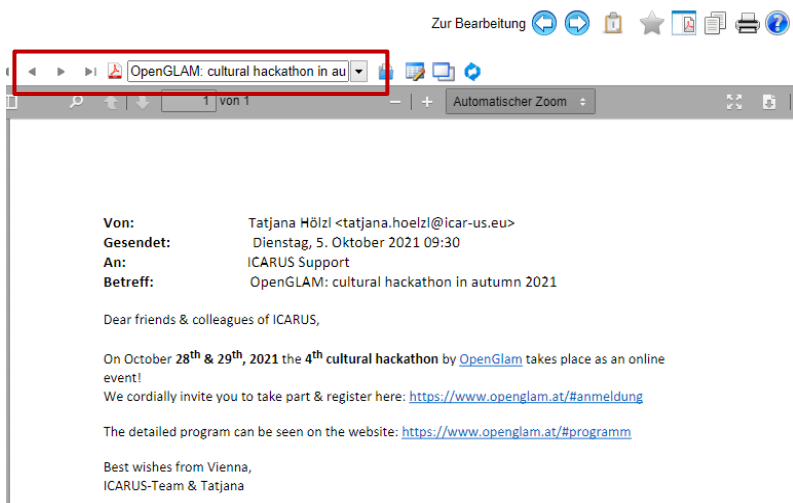 Zur Bearbeitung
OpenGLAM: cultural hackathon in au
1 von 1
Automatischer Zoom
Von: Tatjana Hölzl <tatjana.hoelzl@icar-us.eu>
Gesendet: Dienstag, 5. Oktober 2021 09:30
An: ICARUS Support
Betreff: OpenGLAM: cultural hackathon in autumn 2021
Dear friends & colleagues of ICARUS,
On October 28th & 29th, 2021 the 4th cultural hackathon by OpenGlam takes place as an online
event!
We cordially invite you to take part & register here: https://www.openglam.at/#anmeldung
The detailed program can be seen on the website: https://www.openglam.at/#programm
Best wishes from Vienna,
ICARUS-Team & Tatjana